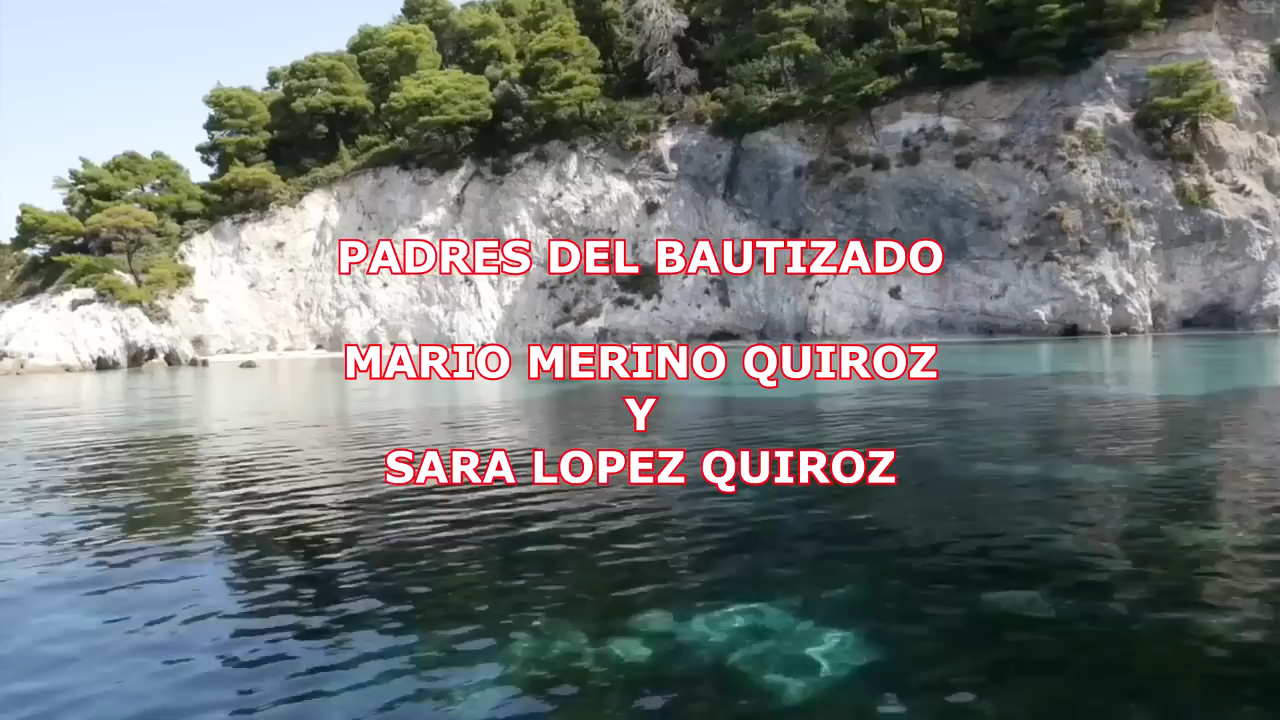 PADRES DEL BAUTIZADO
MARIO MERINO QUIROZ
Y
SARA LOPEZ QUIROZ